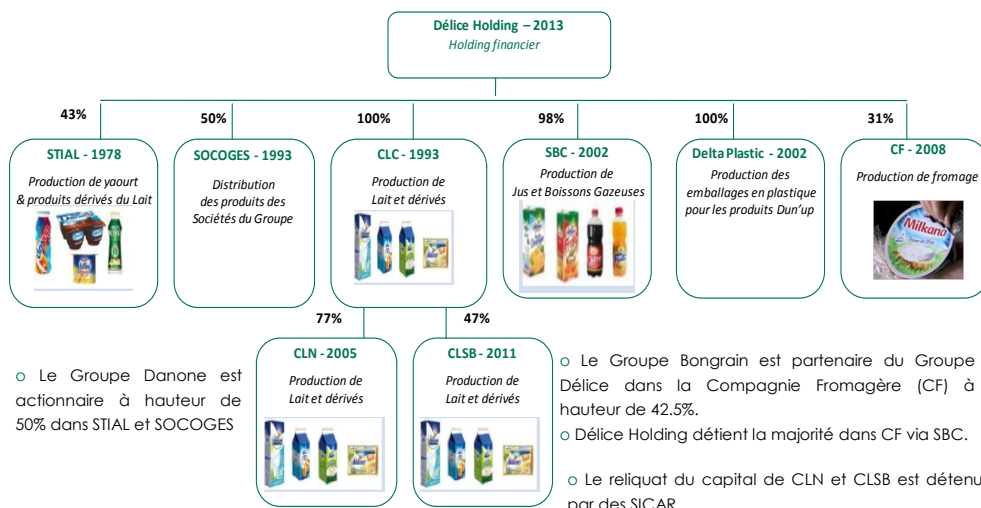 Délice Holding – 2013
Holding financier
43%
50%
100%
98%
100%
31%
STIAL - 1978
Production de yaourt
& produits dérivés du Lait
SOCOGES - 1993
Distribution
des produits des
Sociétés du Groupe
CLC - 1993
Production de
Lait et dérivés
SBC - 2002
Production de
Jus et Boissons Gazeuses
Delta Plastic - 2002
Production des
emballages en plastique
pour les produits Dun'up
CF - 2008
Production de fromage
Milkana
77%
47%
CLN - 2005
Production de
Lait et dérivés
CLSB - 2011
Production de
Lait et dérivés
o Le Groupe Danone est
actionnaire à hauteur de
50% dans STIAL et SOCOGES
o Le Groupe Bongrain est partenaire du Groupe
Délice dans la Compagnie Fromagère (CF) à
hauteur de 42.5%.
o Délice Holding détient la majorité dans CF via SBC.
o Le reliquat du capital de CLN et CLSB est détenu
par des SICAR